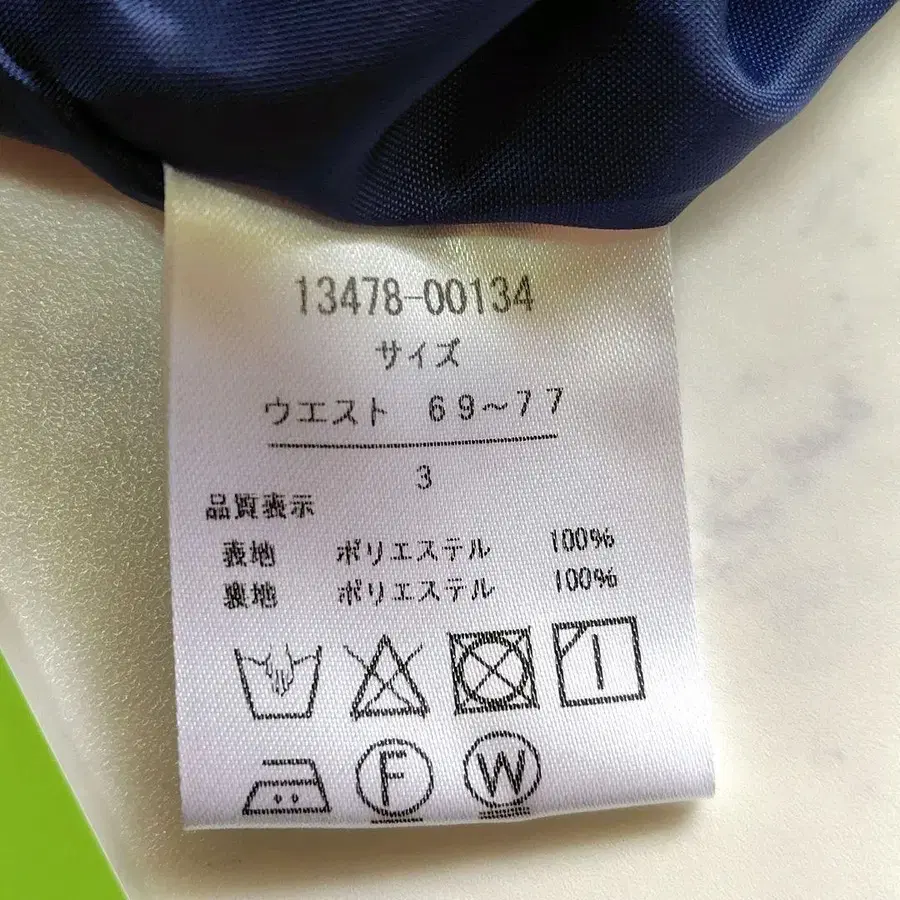 13478-00134
サイズ
ウエスト 69～77
3
品質表示
表地 ポリエステル 100%
裏地 ポリエステル 100%
F W